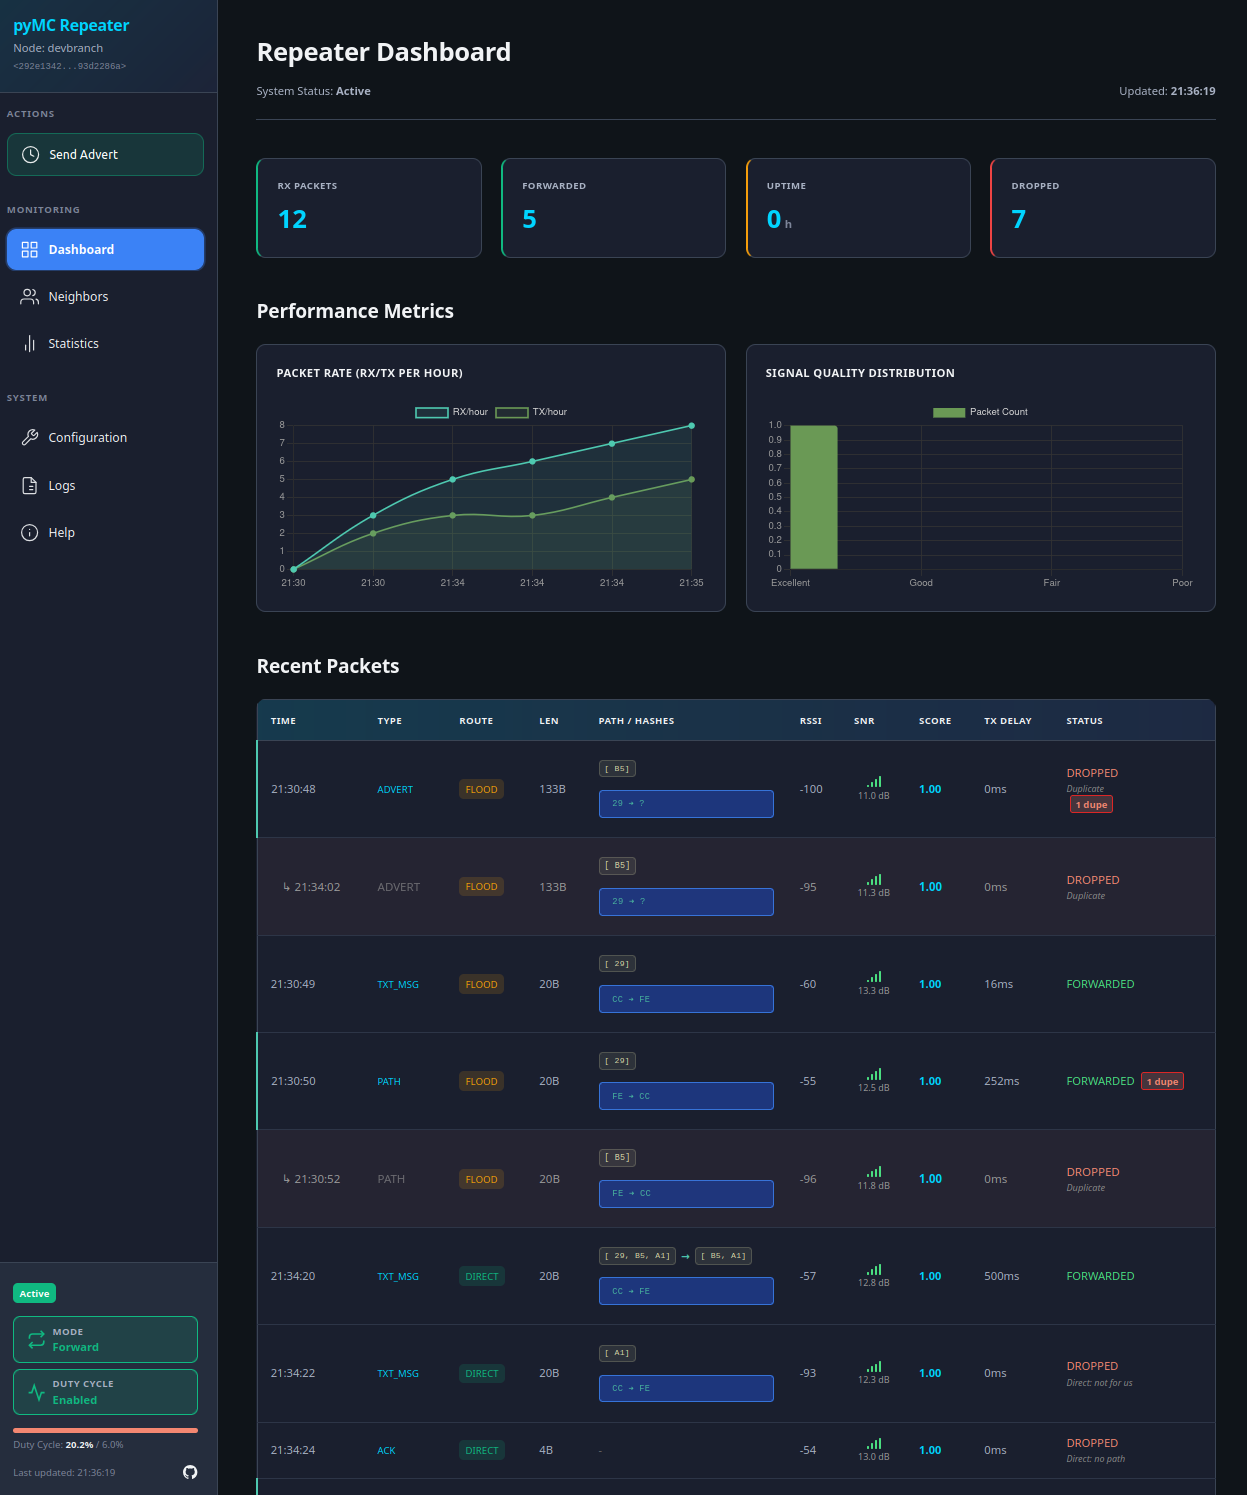 pyMC Repeater
Node: devbranch
<292e1342...93d2286a>
ACTIONS
Send Advert
MONITORING
Dashboard
Neighbors
Statistics
SYSTEM
Configuration
Logs
Help
Active
MODE
Forward
DUTY CYCLE
Enabled
Duty Cycle: 20.2% / 6.0%
Last updated: 21:36:19
Repeater Dashboard
System Status: Active
Updated: 21:36:19
RX PACKETS
12
FORWARDED
5
UPTIME
0 h
DROPPED
7
Performance Metrics
PACKET RATE (RX/TX PER HOUR)
RX/hour TX/hour
8
7
6
5
4
3
2
1
0
21:30 21:30 21:34 21:34 21:34 21:35
SIGNAL QUALITY DISTRIBUTION
Packet Count
1.0
0.9
0.8
0.7
0.6
0.5
0.4
0.3
0.2
0.1
0
Excellent Good Fair Poor
Recent Packets
TIME TYPE ROUTE LEN PATH / HASHES RSSI SNR SCORE TX DELAY STATUS
[ B5]
21:30:48 ADVERT FLOOD 133B 29 → ? -100 11.0 dB 1.00 0ms DROPPED
Duplicate
1 dupe
[ B5]
↳ 21:34:02 ADVERT FLOOD 133B 29 → ? -95 11.3 dB 1.00 0ms DROPPED
Duplicate
[ 29]
21:30:49 TXT_MSG FLOOD 20B CC → FE -60 13.3 dB 1.00 16ms FORWARDED
[ 29]
21:30:50 PATH FLOOD 20B FE → CC -55 12.5 dB 1.00 252ms FORWARDED 1 dupe
[ B5]
↳ 21:30:52 PATH FLOOD 20B FE → CC -96 11.8 dB 1.00 0ms DROPPED
Duplicate
[ 29, B5, A1] → [ B5, A1]
21:34:20 TXT_MSG DIRECT 20B CC → FE -57 12.8 dB 1.00 500ms FORWARDED
[ A1]
21:34:22 TXT_MSG DIRECT 20B CC → FE -93 12.3 dB 1.00 0ms DROPPED
Direct: not for us
21:34:24 ACK DIRECT 4B - -54 13.0 dB 1.00 0ms DROPPED
Direct: no path